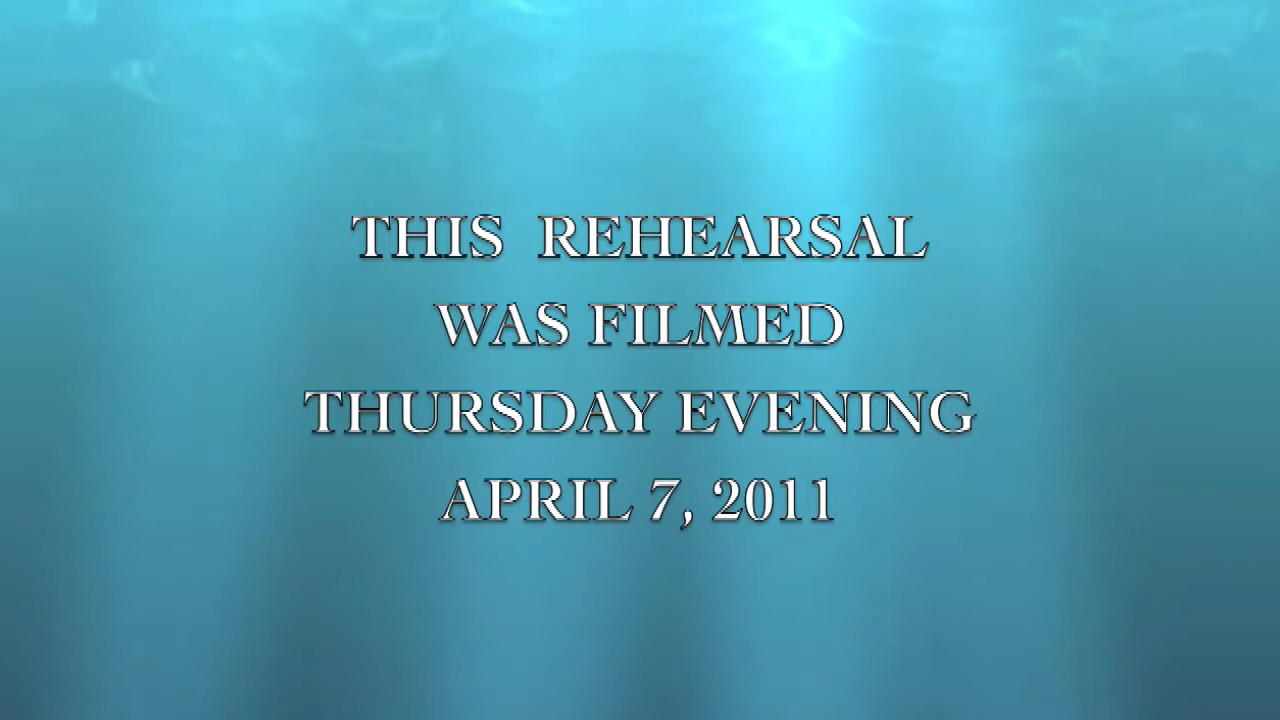 THIS  REHEARSAL
WAS FILMED
THURSDAY EVENING
APRIL 7, 2011